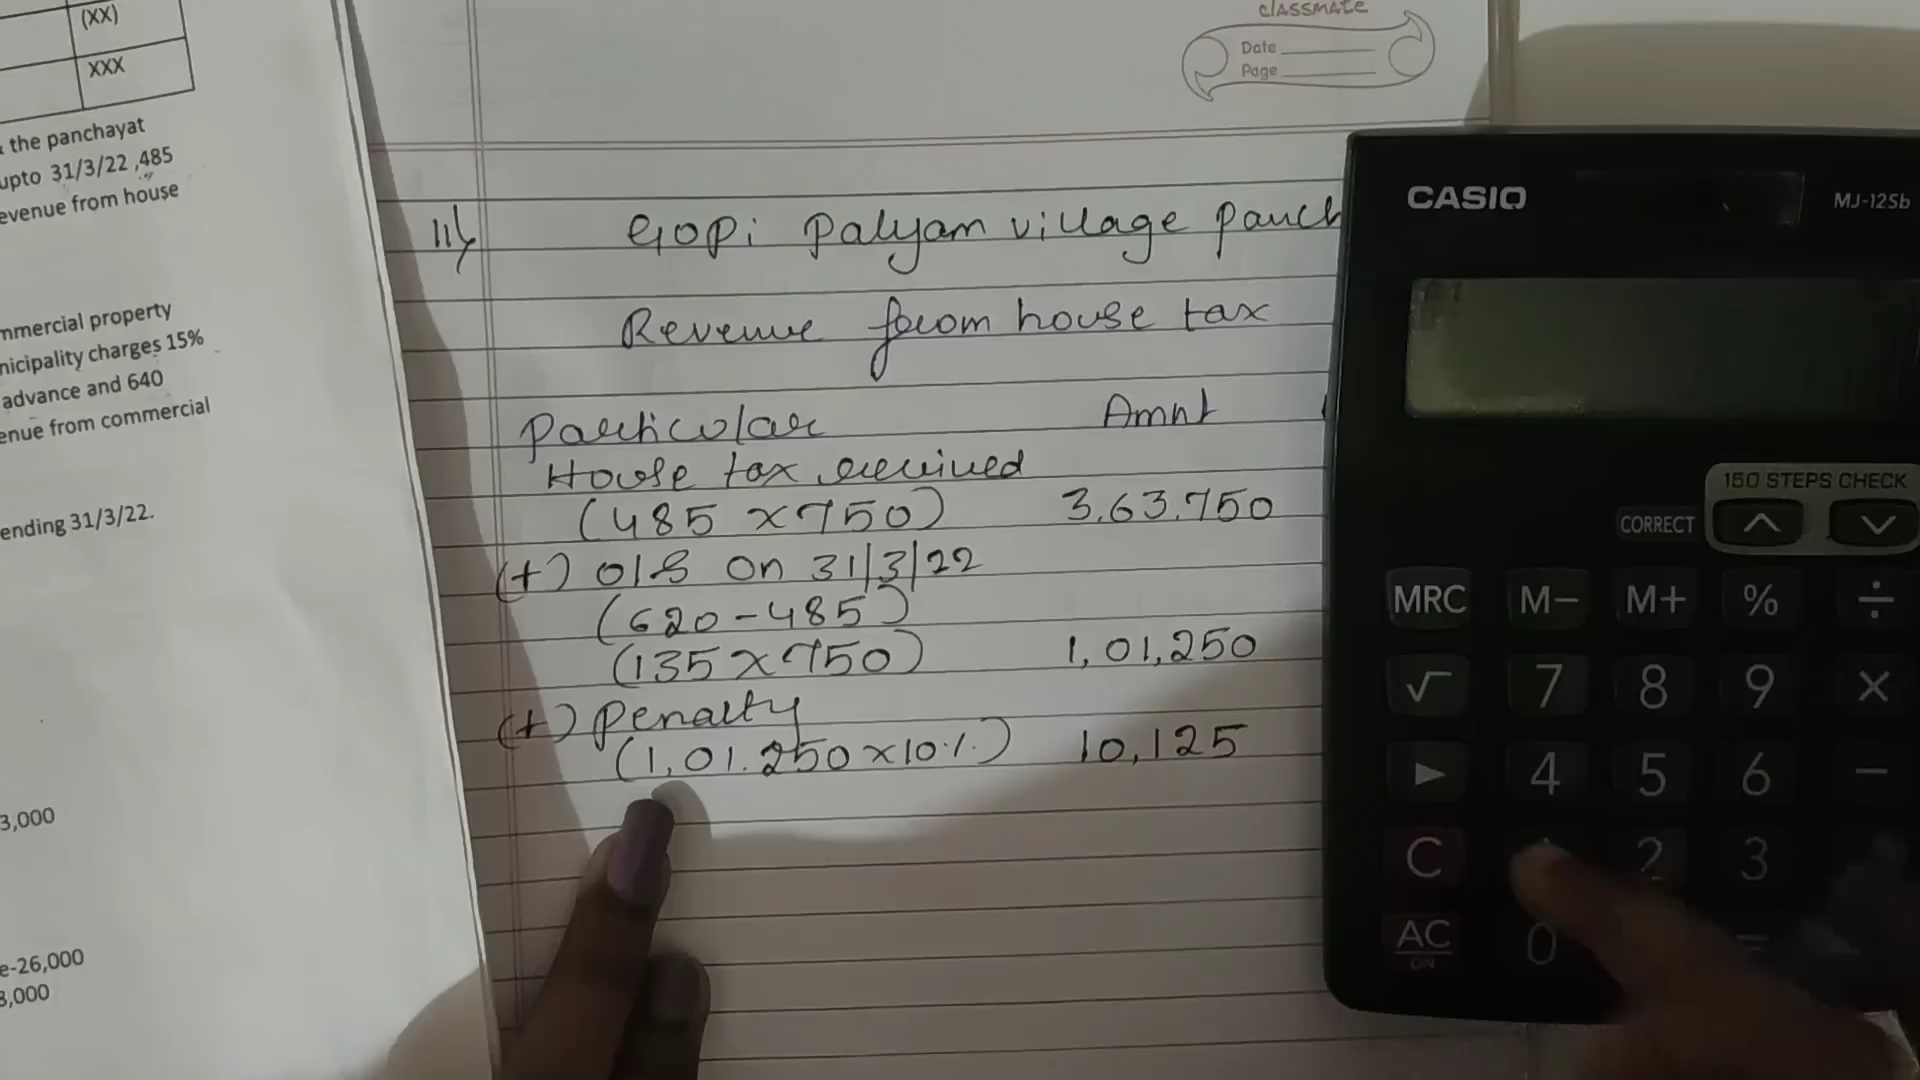 (XX)
XXX
the panchayat
upto 31/3/22 ,485
evenue from house
mmercial property
nicipality charges 15%
advance and 640
enue from commercial
ending 31/3/22.
3,000
e-26,000
3,000
classmate
Date
Page
11) Gopi Palyam village panch
Revenue from house tax
Particular Amnt
House tax received
(485 x 750) 3,63,750
(+) O/S on 31/3/22
(620-485)
(135 x 750) 1,01,250
(+) Penalty
(1,01.250 x 10%) 10,125
CASIO MJ-12Sb
150 STEPS CHECK
CORRECT
MRC M− M+ % ÷
√ 7 8 9 ×
▶ 4 5 6 −
C 2 3
AC 0 =
ON